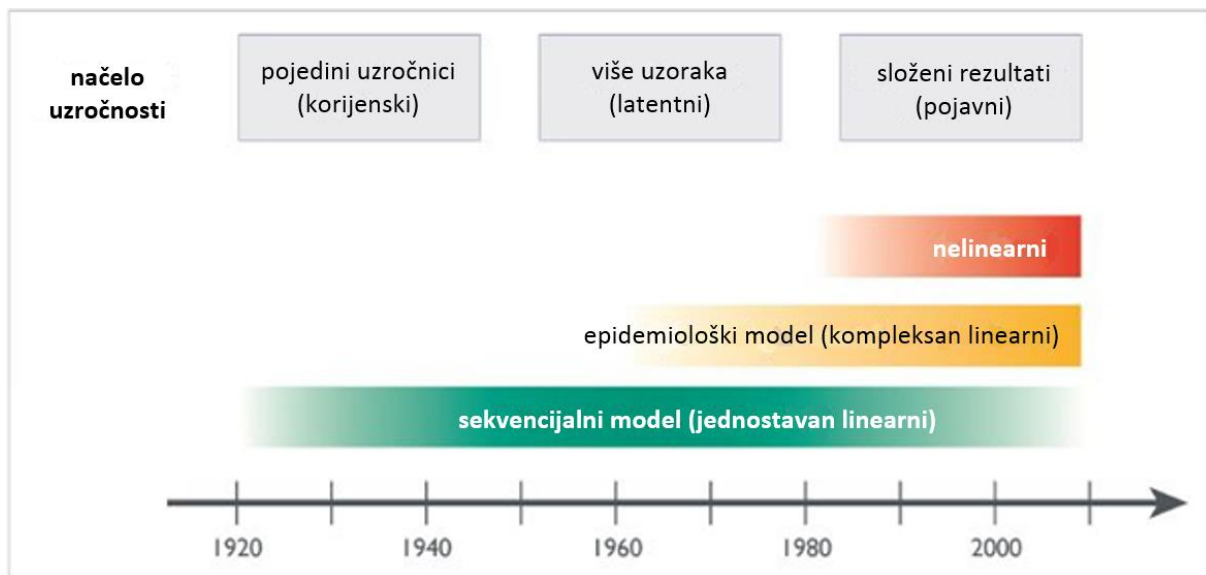 načelo
uzročnosti
pojedini uzročnici
(korijenski)
više uzoraka
(latentni)
složeni rezultati
(pojavni)
nelinearni
epidemiološki model (kompleksan linearni)
sekvencijalni model (jednostavan linearni)
1920 1940 1960 1980 2000